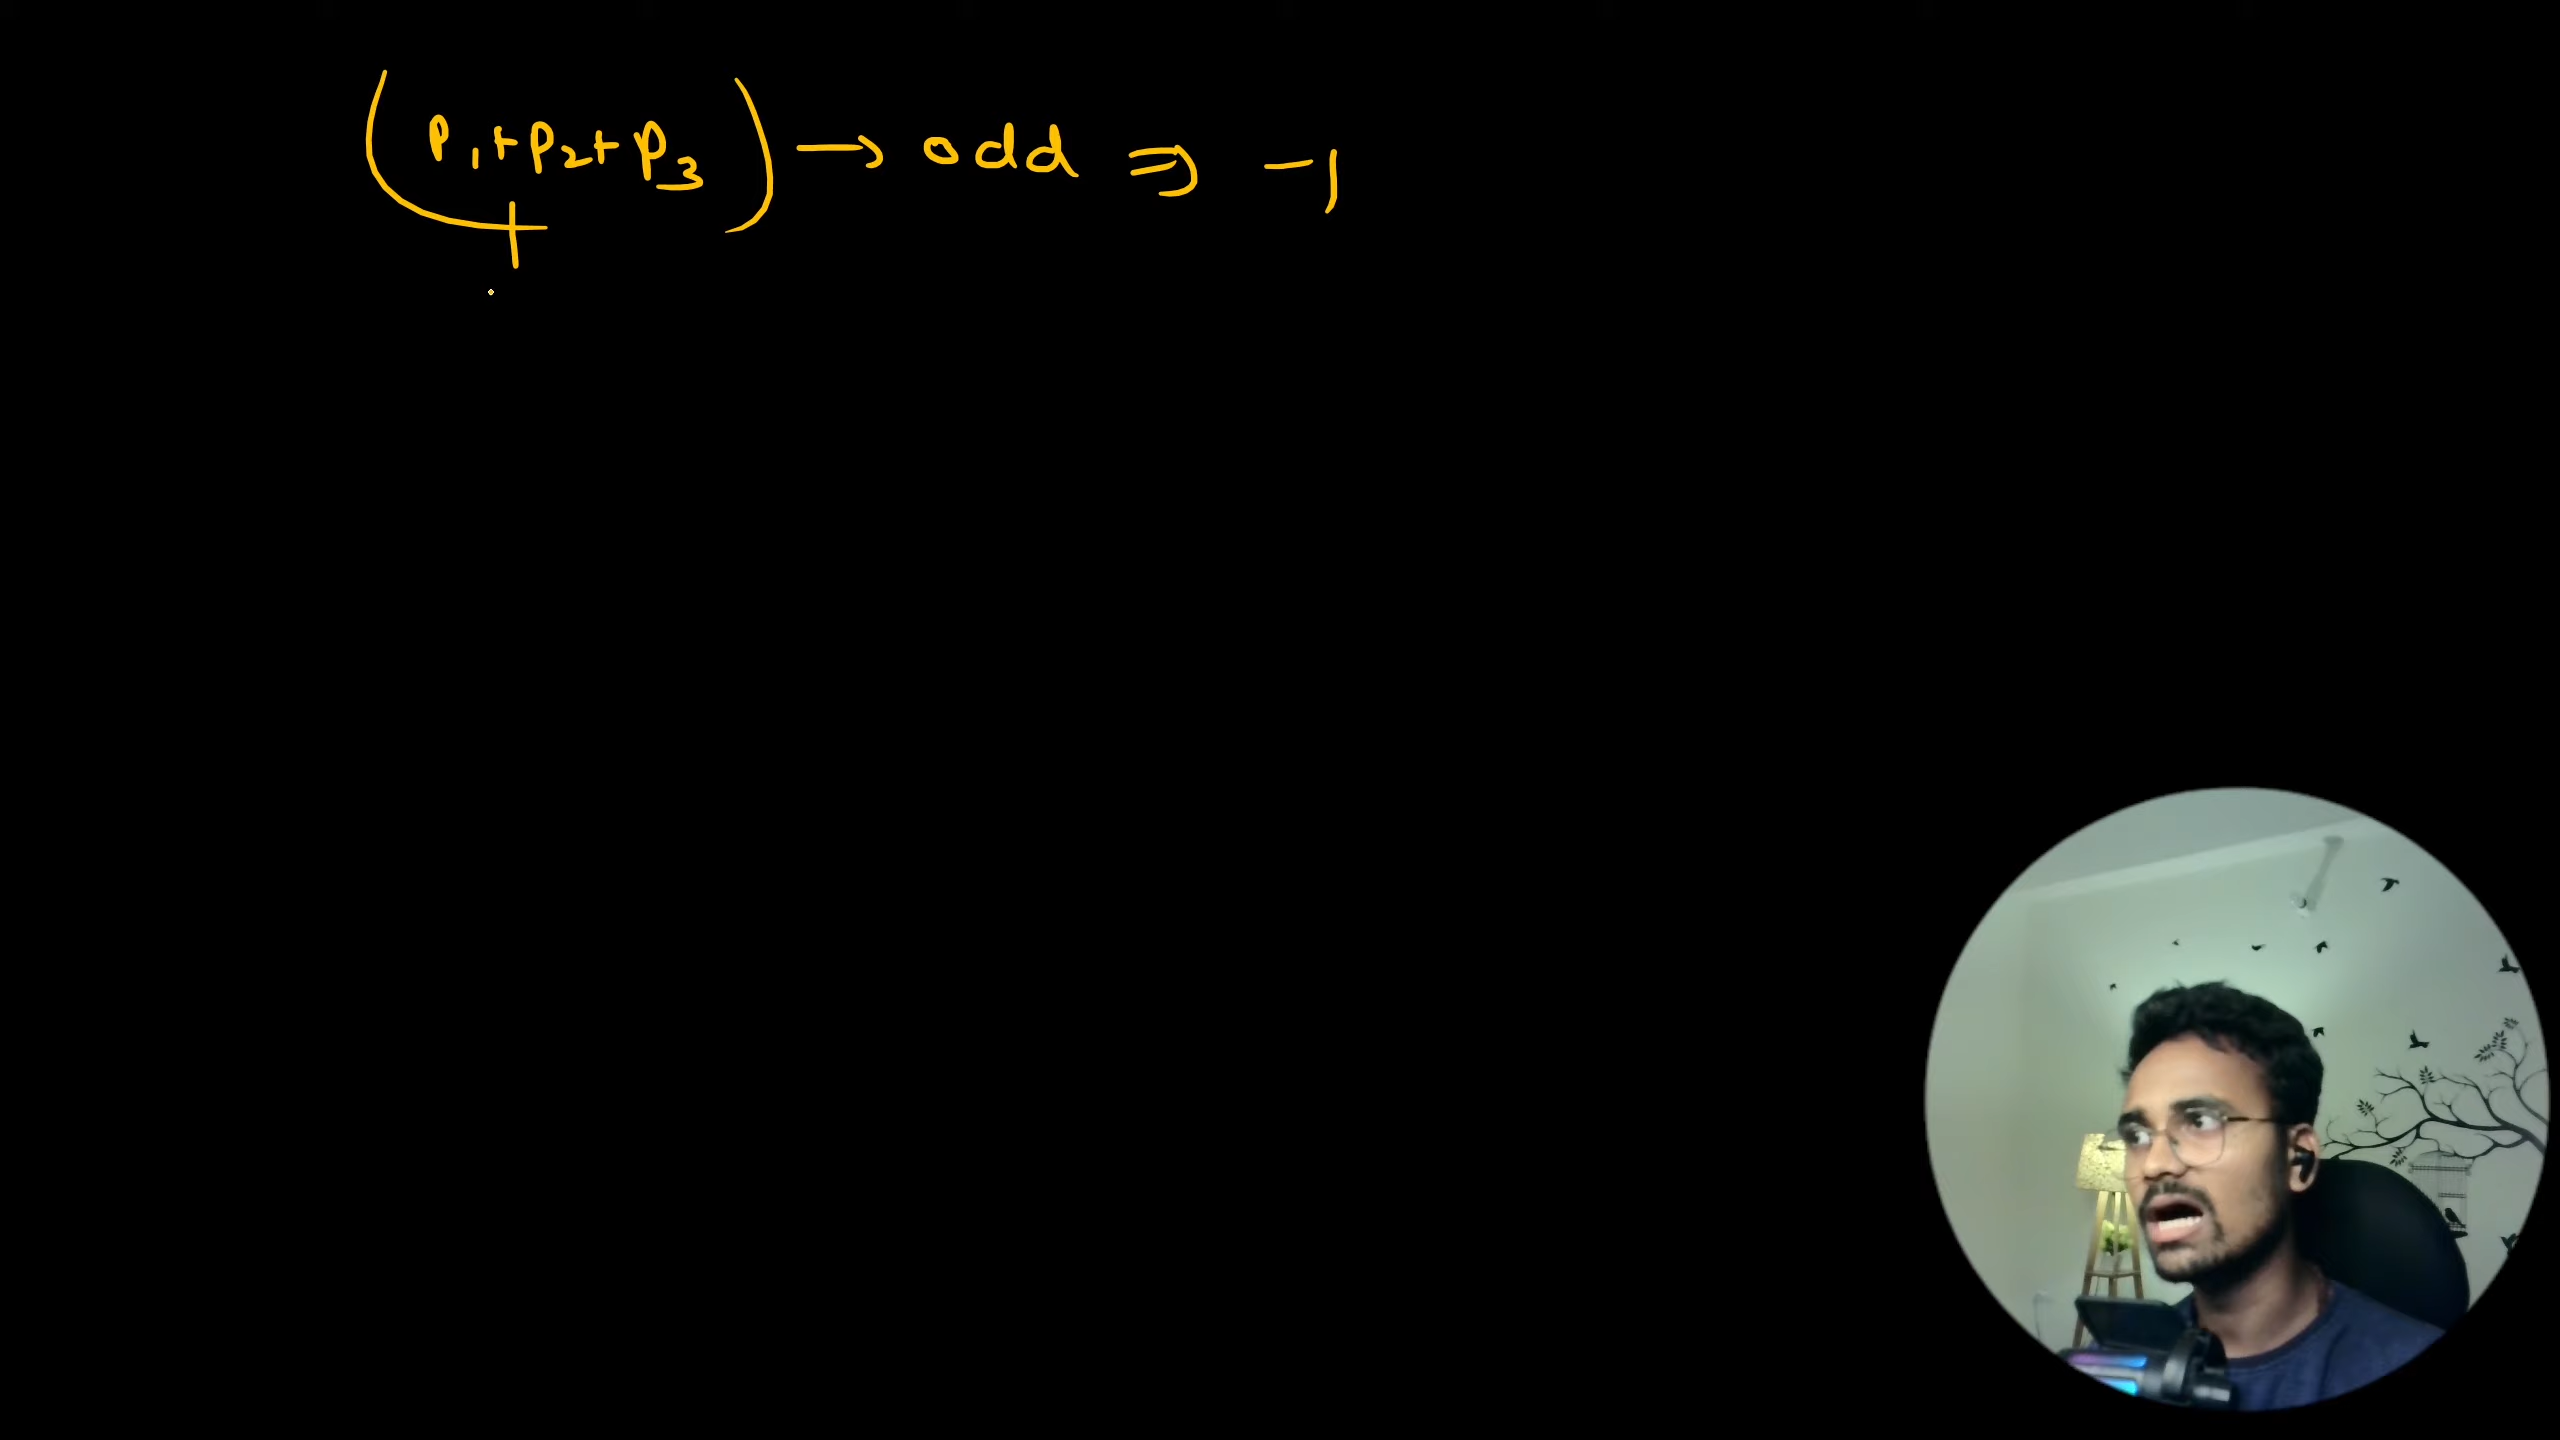 (P₁+P₂+P₃) → odd ⇒ -1